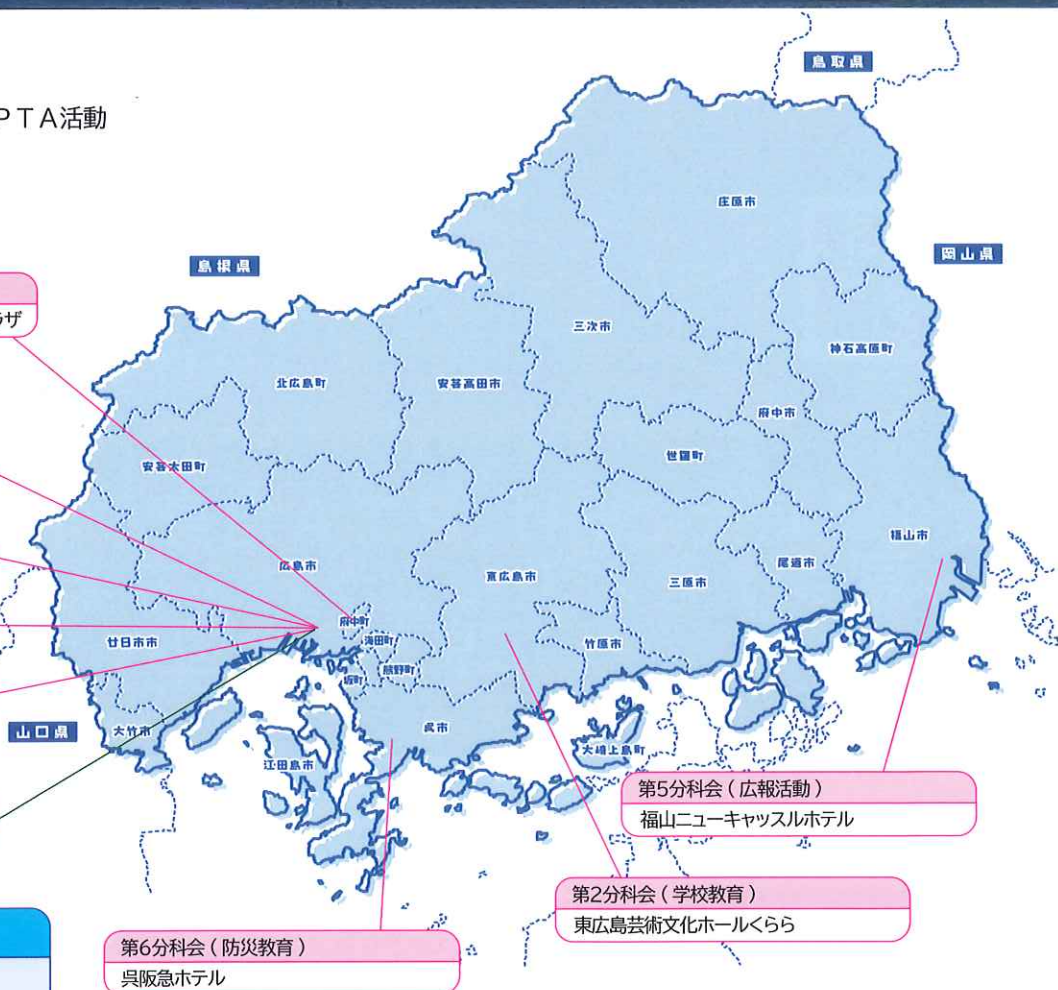 鳥取県
PTA活動
庄原市
岡山県
島根県
ザ
三次市
神石高原町
北広島町
安芸高田市
府中市
世羅町
安芸太田町
福山市
広島市
東広島市
尾道市
三原市
府中町
廿日市市
海田町
竹原市
熊野町
坂町
山口県
大竹市
呉市
大崎上島町
江田島市
第5分科会(広報活動)
福山ニューキャッスルホテル
第2分科会(学校教育)
東広島芸術文化ホールくらら
第6分科会(防災教育)
呉阪急ホテル